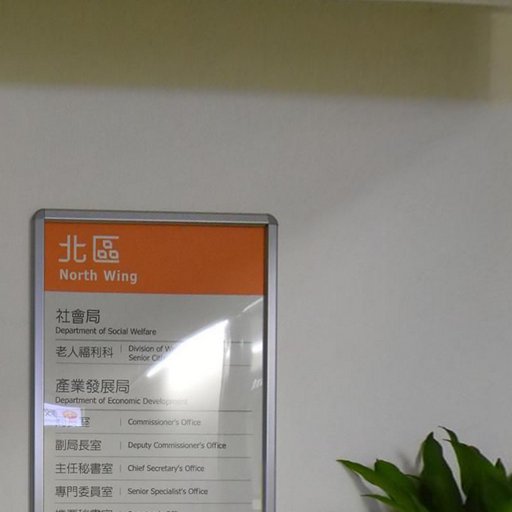 北區
North Wing
社會局
Department of Social Welfare
老人福利科 Division of
Senior
產業發展局
Department of Economic Development
Commissioner's Office
副局長室 Deputy Commissioner's Office
主任秘書室 Chief Secretary's Office
專門委員室 Senior Specialist's Office